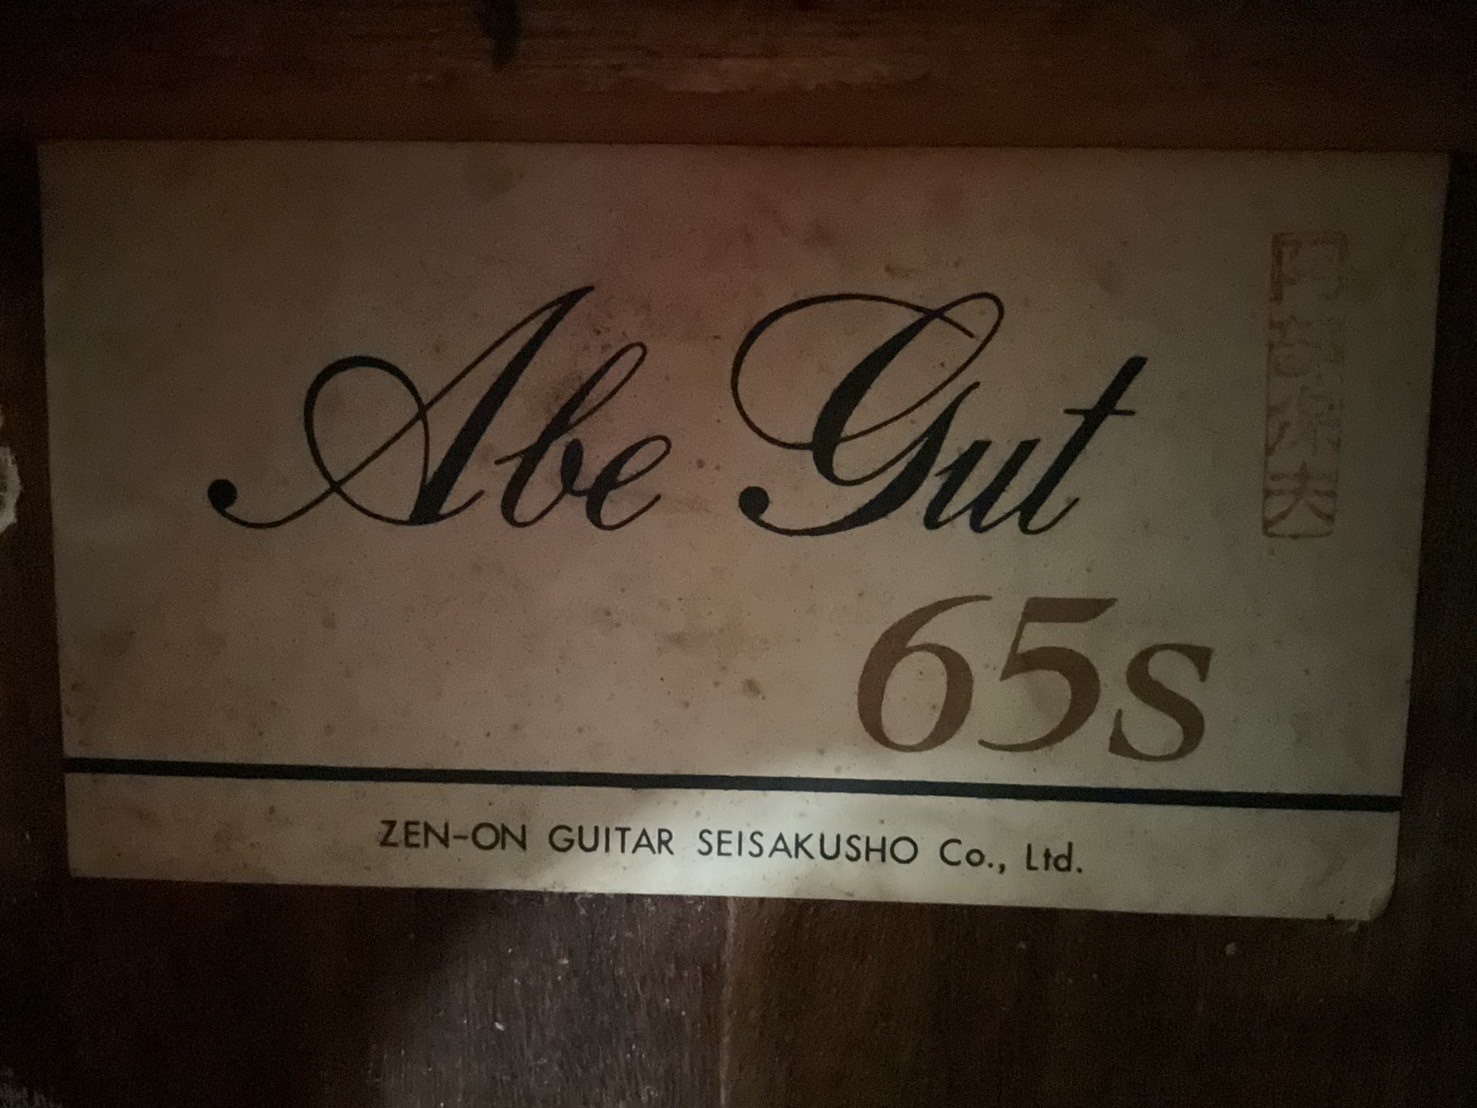 Abe Gut
65s
ZEN-ON GUITAR SEISAKUSHO Co., Ltd.